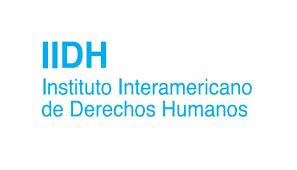 IIDH
Instituto Interamericano
de Derechos Humanos